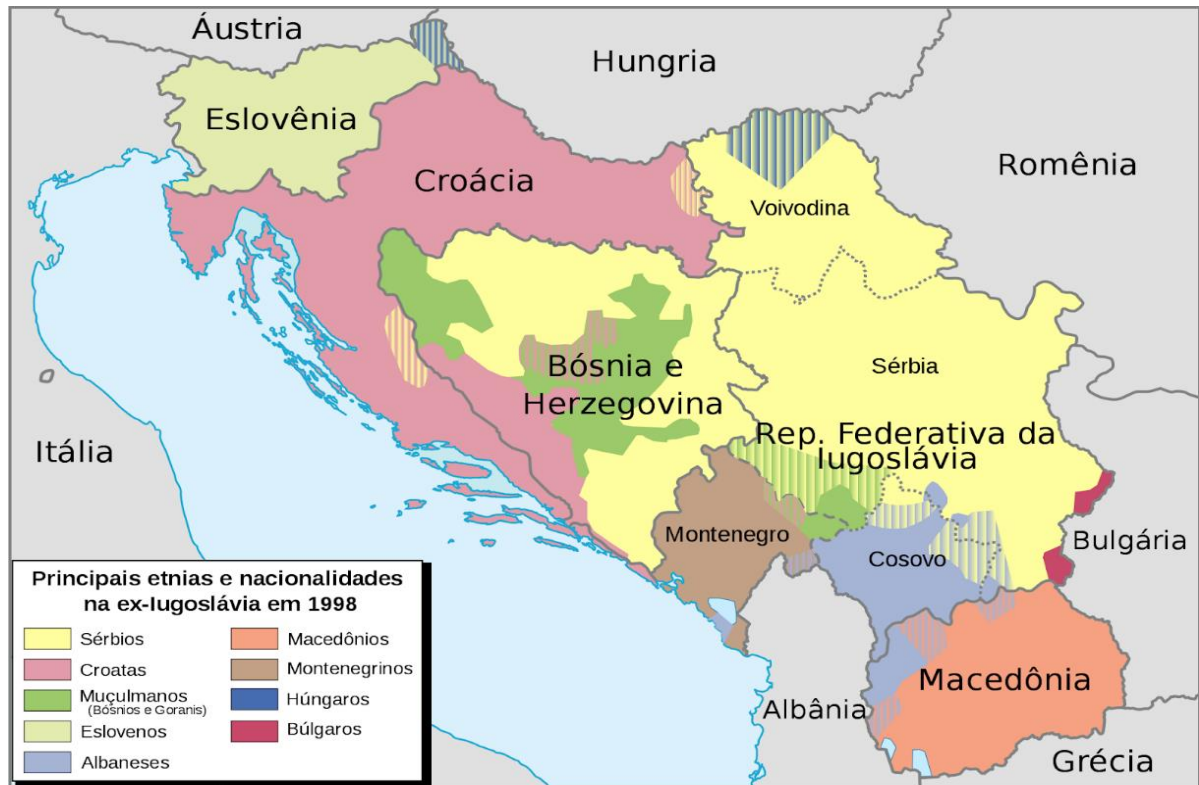 Áustria
Hungria
Eslovênia
Romênia
Croácia
Voivodina
Bósnia e
Herzegovina
Sérbia
Itália
Rep. Federativa da
Iugoslávia
Montenegro
Cosovo
Bulgária
Macedônia
Albânia
Grécia
Principais etnias e nacionalidades
na ex-Iugoslávia em 1998
Sérbios
Croatas
Muçulmanos
(Bósnios e Goranis)
Eslovenos
Albaneses
Macedônios
Montenegrinos
Húngaros
Búlgaros